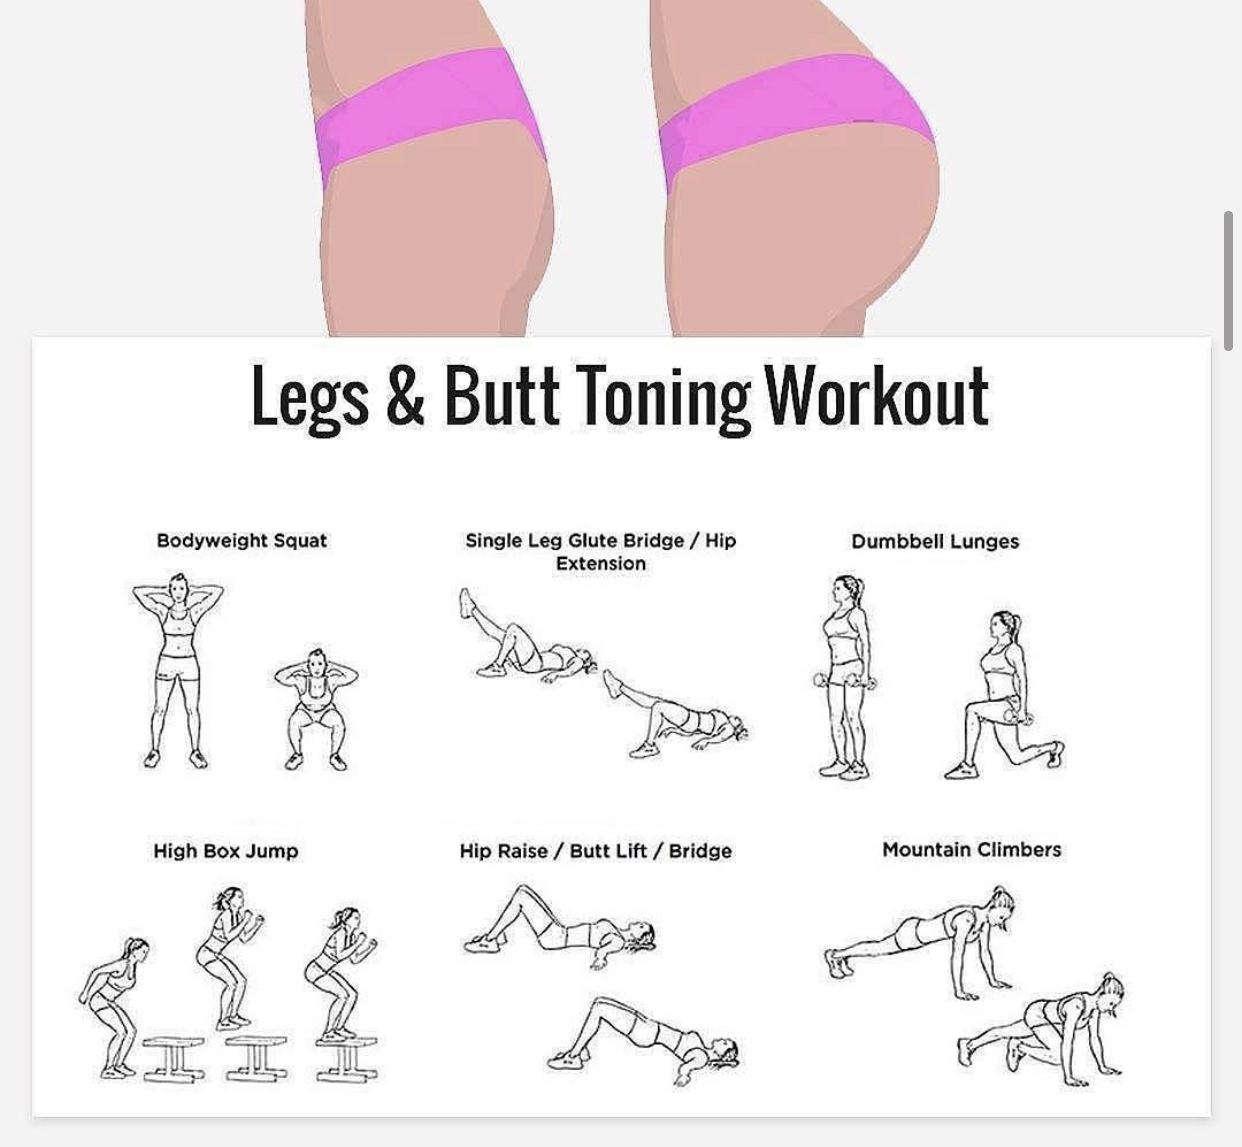 Legs & Butt Toning Workout
Bodyweight Squat
Single Leg Glute Bridge / Hip
Extension
Dumbbell Lunges
High Box Jump
Hip Raise / Butt Lift / Bridge
Mountain Climbers